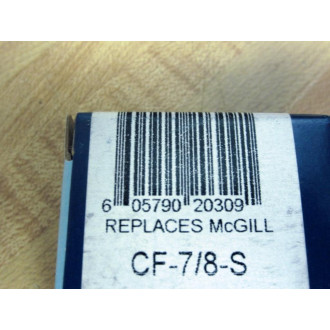 6 05790 20309
REPLACES McGILL
CF-7/8-S